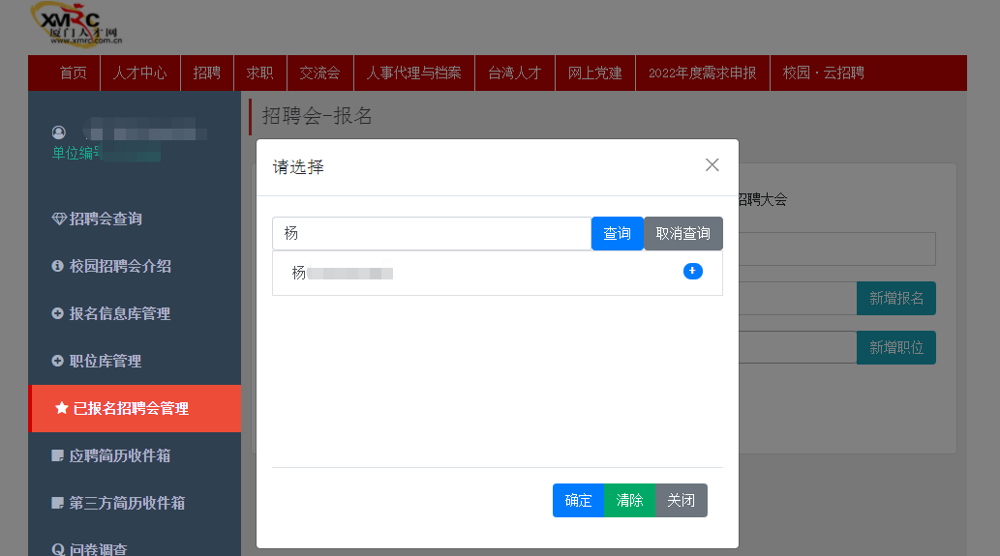 XMRC
厦门人才网
www.xmrc.com.cn
首页 人才中心 招聘 求职 交流会 人事代理与档案 台湾人才 网上党建 2022年度需求申报 校园·云招聘
单位编号
招聘会查询
校园招聘会介绍
报名信息库管理
职位库管理
已报名招聘会管理
应聘简历收件箱
第三方简历收件箱
问卷调查
招聘会-报名
招聘大会
新增报名
新增职位
请选择
杨 查询 取消查询
杨
确定 清除 关闭